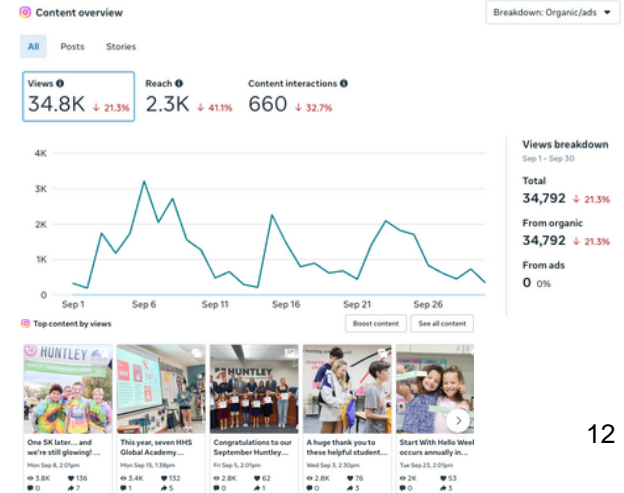 Content overview
Breakdown: Organic/ads
All Posts Stories
Views Reach Content interactions
34.8K ↓ 21.3% 2.3K ↓ 41.1% 660 ↓ 32.7%
Views breakdown
Sep 1 - Sep 30
Total
34,792 ↓ 21.3%
From organic
34,792 ↓ 21.3%
From ads
0 0%
4K
3K
2K
1K
0
Sep 1 Sep 6 Sep 11 Sep 16 Sep 21 Sep 26
Top content by views
Boost content See all content
HUNTLEY
HUNTLEY
One 5K later... and
we're still glowing! ...
Mon Sep 8, 2:01pm
3.8K 136
1 7
This year, seven HHS
Global Academy...
Mon Sep 15, 1:38pm
3.4K 132
1 5
Congratulations to our
September Huntley...
Fri Sep 5, 2:01pm
2.8K 62
0 1
A huge thank you to
these helpful student...
Wed Sep 3, 2:30pm
2.8K 76
0 3
Start With Hello Week
occurs annually in...
Tue Sep 23, 2:01pm
2K 53
0 3
12